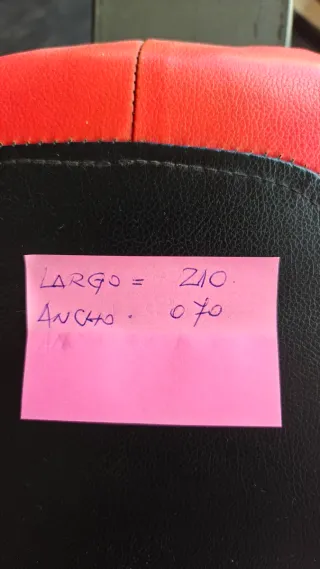 LARGO = 210.
ANCHO. 070